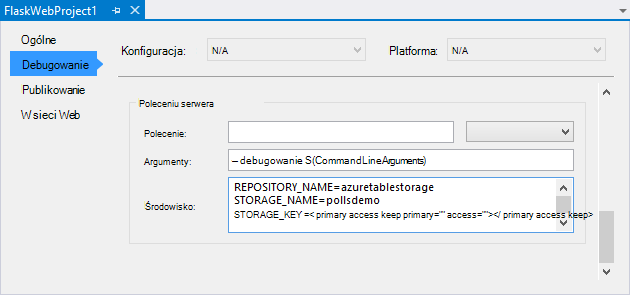 FlaskWebProject1
Ogólne
Debugowanie
Publikowanie
W sieci Web
Konfiguracja: N/A Platforma: N/A
Poleceniu serwera
Polecenie:
Argumenty: -- debugowanie S(CommandLineArguments)
Środowisko: REPOSITORY_NAME=azuretablestorage
STORAGE_NAME=pollsdemo
STORAGE_KEY =< primary access keep primary="" access=""></ primary access keep>